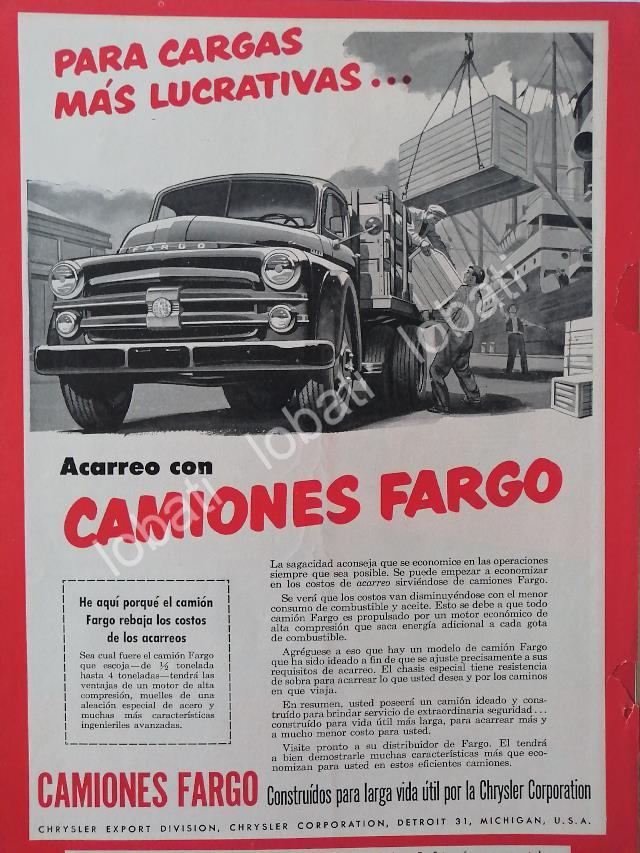 PARA CARGAS
MÁS LUCRATIVAS...
FARGO
Acarreo con
CAMIONES FARGO
He aquí porqué el camión
Fargo rebaja los costos
de los acarreos
Sea cual fuere el camión Fargo
que escoja—de ½ tonelada
hasta 4 toneladas—tendrá las
ventajas de un motor de alta
compresión, muelles de una
aleación especial de acero y
muchas más características
ingenieriles avanzadas.
La sagacidad aconseja que se economice en las operaciones
siempre que sea posible. Se puede empezar a economizar
en los costos de acarreo sirviéndose de camiones Fargo.
Se verá que los costos van disminuyéndose con el menor
consumo de combustible y aceite. Esto se debe a que todo
camión Fargo es propulsado por un motor económico de
alta compresión que saca energía adicional a cada gota
de combustible.
Agréguese a eso que hay un modelo de camión Fargo
que ha sido ideado a fin de que se ajuste precisamente a sus
requisitos de acarreo. El chasis especial tiene resistencia
de sobra para acarrear lo que usted desea y por los caminos
en que viaja.
En resumen, usted poseerá un camión ideado y cons-
truído para brindar servicio de extraordinaria seguridad...
construído para vida útil más larga, para acarrear más y
a mucho menor costo para usted.
Visite pronto a su distribuidor de Fargo. El tendrá
a bien demostrarle muchas características más que eco-
nomizan para usted en estos eficientes camiones.
CAMIONES FARGO Construídos para larga vida útil por la Chrysler Corporation
CHRYSLER EXPORT DIVISION, CHRYSLER CORPORATION, DETROIT 31, MICHIGAN, U.S.A.
lobati lobati lobati lobati